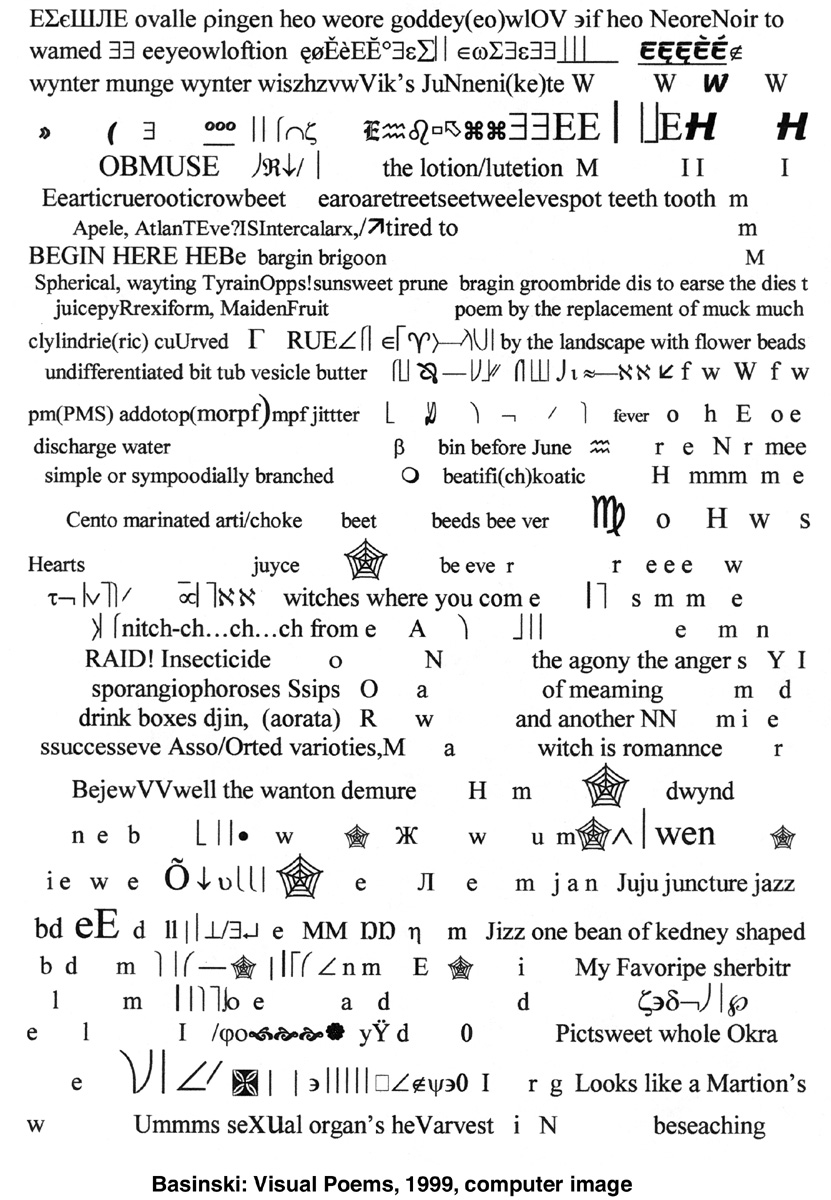 ΕΣєШЛЕ ovalle ρingen heo weore goddey(eo)wlOV эif heo NeoreNoir to
wamed ∃∃ eeyeowloftion ęøĚèEĔ°∃εΣ⌡| ∈ωΣ∃ε∃∃⌡⌡⌡ ΕĘĘÈÉ∉
wynter munge wynter wiszhzvwVik's JuNneni(ke)te W W W W
» ( ∃ ººº | | ⌠∩ζ E♒♌□⌘⌘∃∃EE | ⌡⌡EH H
OBMUSE ⌡ℜ↓/ | the lotion/lutetion M I I I
Eearticruerooticrowbeet earoaretreetseetweelevespot teeth tooth m
Apele, AtlanTEve?ISIntercalarx,/↗tired to m
BEGIN HERE HEBe bargin brigoon M
Spherical, wayting TyrainOpps!sunsweet prune bragin groombride dis to earse the dies t
juicepyRrexiform, MaidenFruit poem by the replacement of muck much
clylindrie(ric) cuUrved Γ RUE∠ ∈ ♈ by the landscape with flower beads
undifferentiated bit tub vesicle butter ≈—ℵℵ↙ f w W f w
pm(PMS) addotop(morpf)mpf jittter ⌊ ) ¬ ⁄ fever o h E o e
discharge water β bin before June ♒ r e N r mee
simple or sympoodially branched ❍ beatifi(ch)koatic H mmm m e
Cento marinated arti/choke beet beeds bee ver ♍ o H w s
Hearts juyce be eve r r e e e w
τ¬ ∝ ℵℵ witches where you com e s m m e
⌠nitch-ch...ch...ch from e A ) e m n
RAID! Insecticide o N the agony the anger s Y I
sporangiophoroses Ssips O a of meaming m d
drink boxes djin, (aorata) R w and another NN m i e
ssuccesseve Asso/Orted varioties,M a witch is romannce r
BejewVVwell the wanton demure H m dwynd
n e b ⌊ | | • w Ж w u m ∧ | wen
i e w e Õ↓υ e Л e m j a n Juju juncture jazz
bd eE d ll | | ⊥/∃↵ e MM DD η m Jizz one bean of kedney shaped
b d m — ∠ n m E i My Favoripe sherbitr
l m b e a d d ζэδ¬⌡|℘
e l I /φο yŸ d 0 Pictsweet whole Okra
e ∠/ | | э|||||□∠∉ψэ0 I r g Looks like a Martion's
w Ummms seXUal organ's heVarvest i N beseaching
Basinski: Visual Poems, 1999, computer image